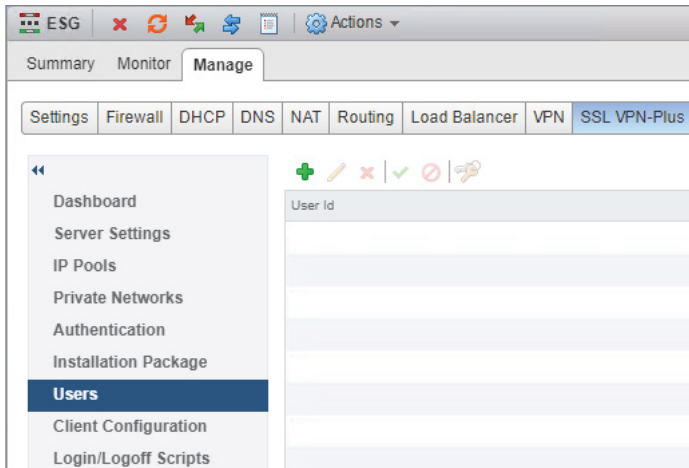 ESG Actions
Summary Monitor Manage
Settings Firewall DHCP DNS NAT Routing Load Balancer VPN SSL VPN-Plus
User Id
Dashboard
Server Settings
IP Pools
Private Networks
Authentication
Installation Package
Users
Client Configuration
Login/Logoff Scripts